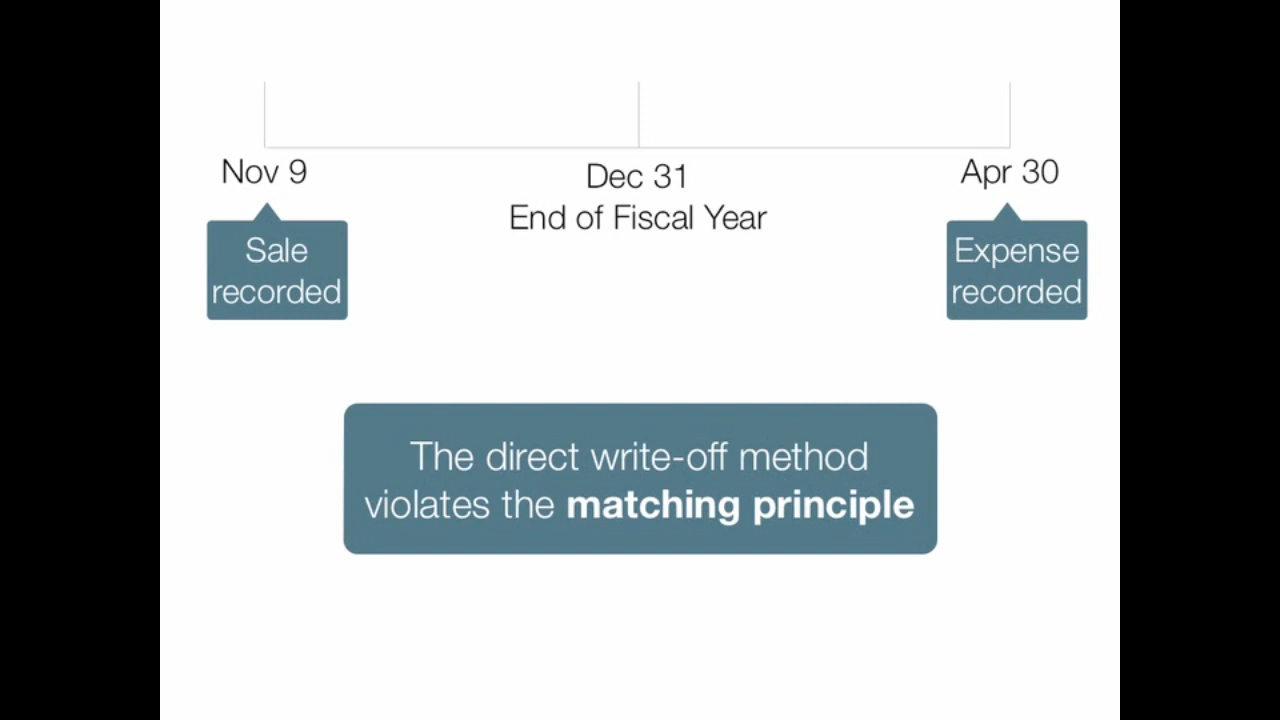 Nov 9
Dec 31
End of Fiscal Year
Apr 30
Sale
recorded
Expense
recorded
The direct write-off method
violates the matching principle